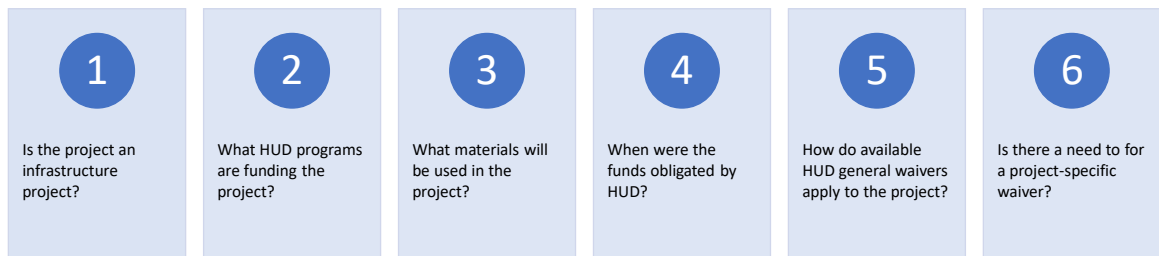 1
Is the project an
infrastructure
project?
2
What HUD programs
are funding the
project?
3
What materials will
be used in the
project?
4
When were the
funds obligated by
HUD?
5
How do available
HUD general waivers
apply to the project?
6
Is there a need to for
a project-specific
waiver?